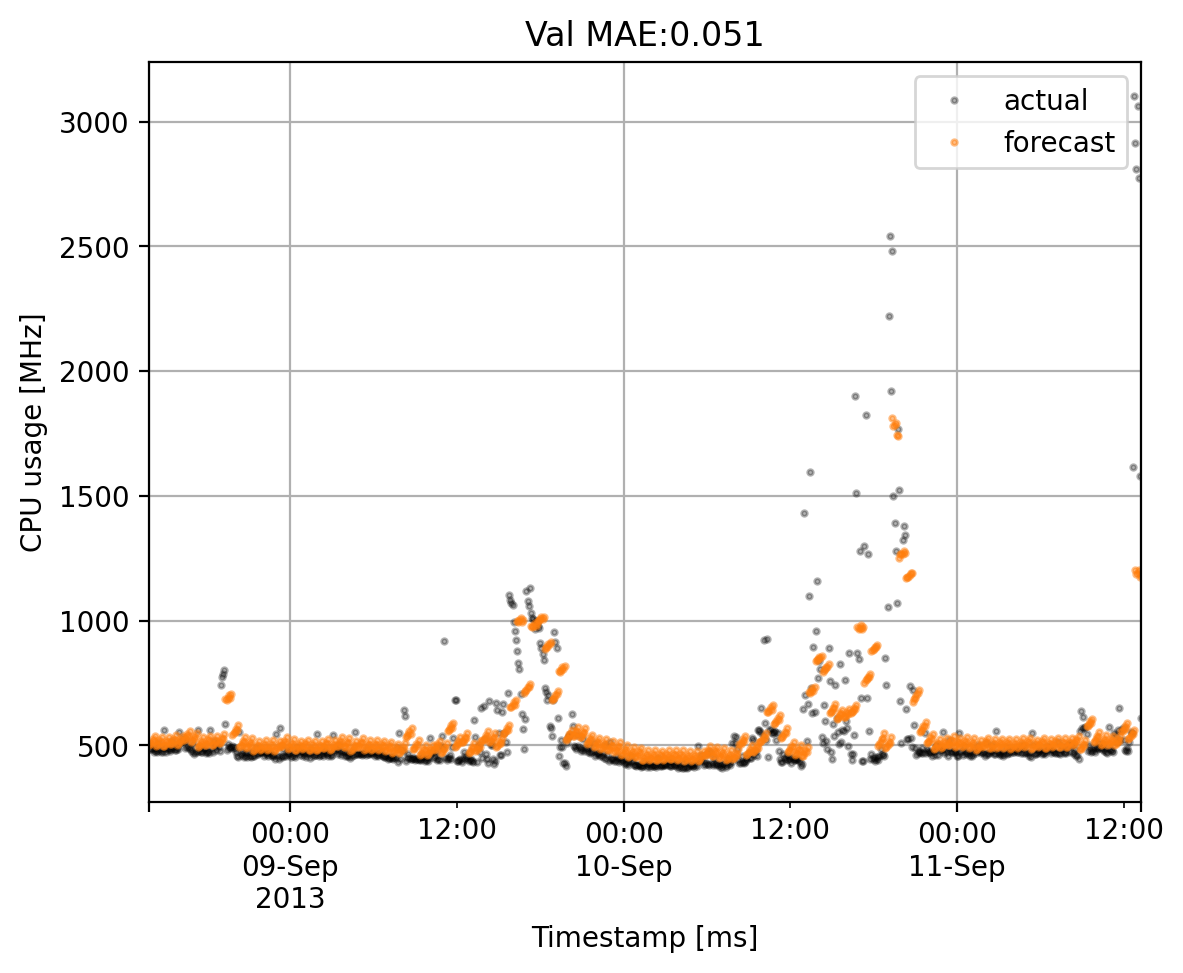 Val MAE:0.051
actual
forecast
3000
2500
2000
1500
1000
500
CPU usage [MHz]
00:00 12:00 00:00 12:00 00:00 12:00
09-Sep 10-Sep 11-Sep
2013
Timestamp [ms]